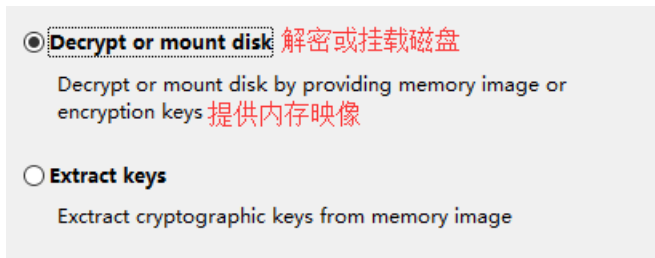 Decrypt or mount disk 解密或挂载磁盘
Decrypt or mount disk by providing memory image or
encryption keys 提供内存映像
Extract keys
Exctract cryptographic keys from memory image